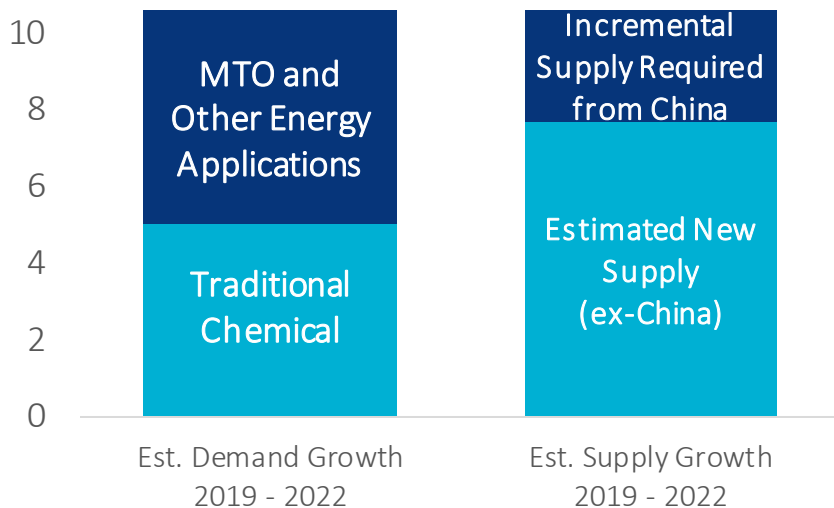 10
8
6
4
2
0
MTO and
Other Energy
Applications
Traditional
Chemical
Incremental
Supply Required
from China
Estimated New
Supply
(ex-China)
Est. Demand Growth
2019 - 2022
Est. Supply Growth
2019 - 2022